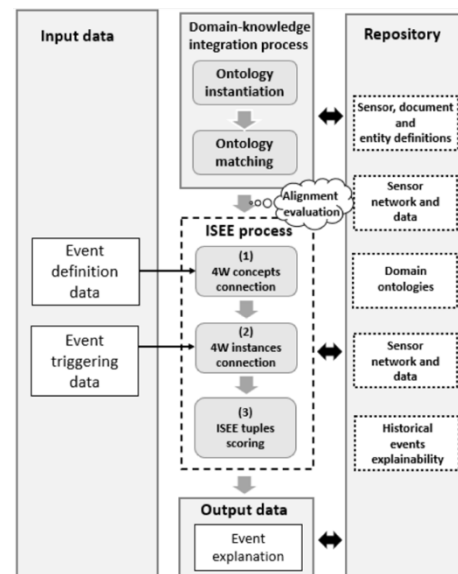 Input data
Event
definition
data
Event
triggering
data
Domain-knowledge
integration process
Ontology
instantiation
Ontology
matching
Alignment
evaluation
ISEE process
(1)
4W concepts
connection
(2)
4W instances
connection
(3)
ISEE tuples
scoring
Output data
Event
explanation
Repository
Sensor, document
and
entity definitions
Sensor
network and
data
Domain
ontologies
Sensor
network and
data
Historical
events
explainability